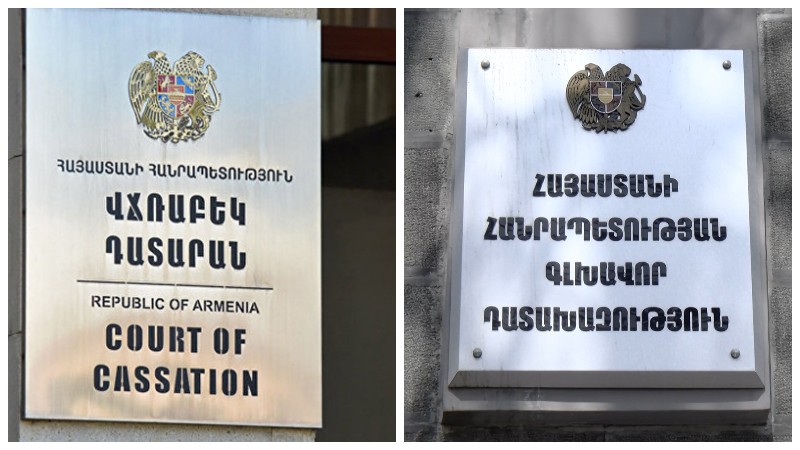 ՀԱՅԱՍՏԱՆԻ ՀԱՆՐԱՊԵՏՈՒԹՅՈՒՆ
ՎՃՌԱԲԵԿ
ԴԱՏԱՐԱՆ
REPUBLIC OF ARMENIA
COURT OF
CASSATION
ՀԱՅԱՍՏԱՆԻ
ՀԱՆՐԱՊԵՏՈՒԹՅԱՆ
ԳԼԽԱՎՈՐ
ԴԱՏԱԽԱԶՈՒԹՅՈՒՆ